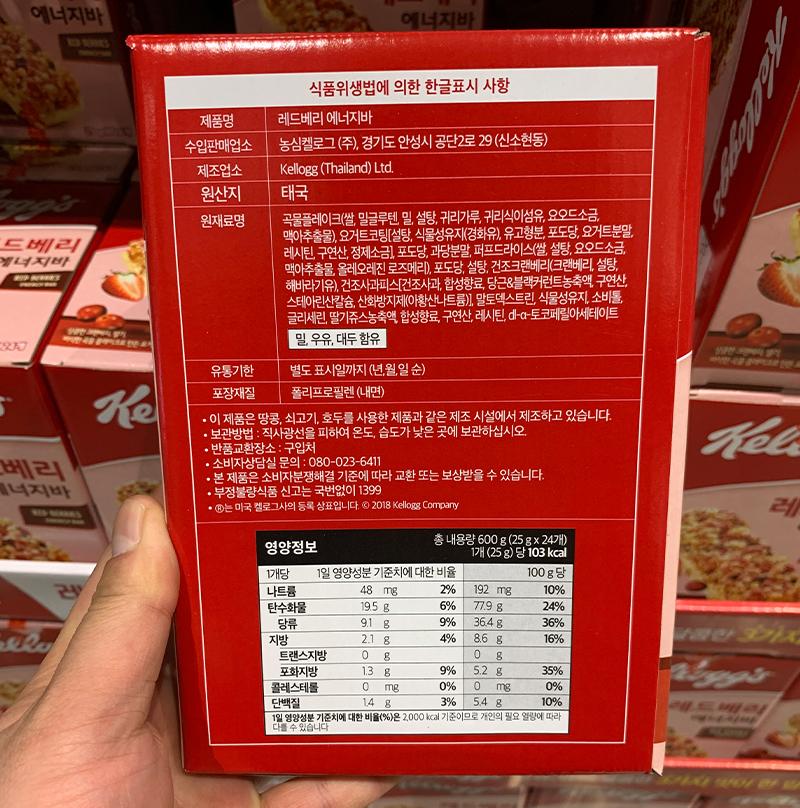 에너지바
RED BERRIES
식품위생법에 의한 한글표시 사항
제품명 레드베리 에너지바
수입판매업소 농심켈로그 (주), 경기도 안성시 공단2로 29 (신소현동)
제조업소 Kellogg (Thailand) Ltd.
원산지 태국
원재료명 곡물플레이크(쌀, 밀글루텐, 밀, 설탕, 귀리가루, 귀리식이섬유, 요오드소금,
맥아추출물), 요거트코팅[설탕, 식물성유지(경화유), 유고형분, 포도당, 요거트분말,
레시틴, 구연산, 정제소금], 포도당, 과당분말, 퍼프드라이스(쌀, 설탕, 요오드소금,
맥아추출물, 올레오레진 로즈메리), 포도당, 설탕, 건조크랜베리(크랜베리, 설탕,
해바라기유), 건조사과피스[건조사과, 합성향료, 당근&블랙커런트농축액, 구연산,
스테아린산칼슘, 산화방지제(아황산나트륨)], 말토덱스트린, 식물성유지, 소비톨,
글리세린, 딸기쥬스농축액, 합성향료, 구연산, 레시틴, dl-α-토코페릴아세테이트
밀, 우유, 대두 함유
유통기한 별도 표시일까지 (년,월,일 순)
포장재질 폴리프로필렌 (내면)
• 이 제품은 땅콩, 쇠고기, 호두를 사용한 제품과 같은 제조 시설에서 제조하고 있습니다.
• 보관방법 : 직사광선을 피하여 온도, 습도가 낮은 곳에 보관하십시오.
• 반품교환장소 : 구입처
• 소비자상담실 문의 : 080-023-6411
• 본 제품은 소비자분쟁해결 기준에 따라 교환 또는 보상받을 수 있습니다.
• 부정불량식품 신고는 국번없이 1399
• ®는 미국 켈로그사의 등록 상표입니다. © 2018 Kellogg Company
영양정보 총 내용량 600 g (25 g x 24개)
1개 (25 g) 당 103 kcal
1개당 1일 영양성분 기준치에 대한 비율 100 g 당
나트륨 48 mg 2% 192 mg 10%
탄수화물 19.5 g 6% 77.9 g 24%
당류 9.1 g 9% 36.4 g 36%
지방 2.1 g 4% 8.6 g 16%
트랜스지방 0 g 0 g
포화지방 1.3 g 9% 5.2 g 35%
콜레스테롤 0 mg 0% 0 mg 0%
단백질 1.4 g 3% 5.4 g 10%
1일 영양성분 기준치에 대한 비율(%)은 2,000 kcal 기준이므로 개인의 필요 열량에 따라
다를 수 있습니다
Kellogg's